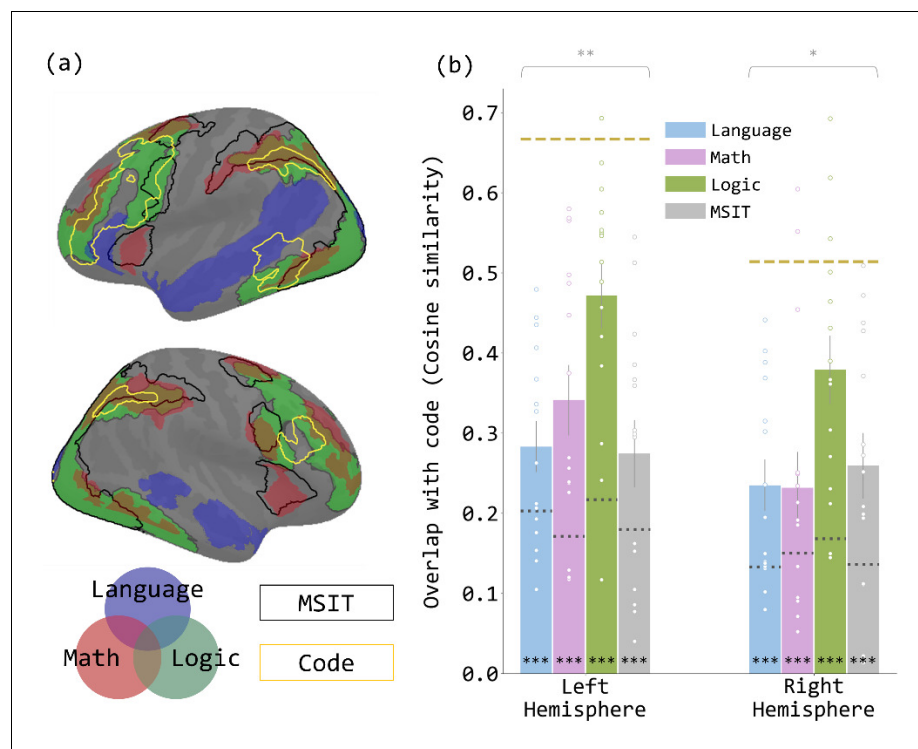 (a)
Language
Math
Logic
MSIT
Code
(b)
**
*
Overlap with code (Cosine similarity)
0.7
0.6
0.5
0.4
0.3
0.2
0.1
0.0
Language
Math
Logic
MSIT
*** *** *** ***
*** *** *** ***
Left
Hemisphere
Right
Hemisphere